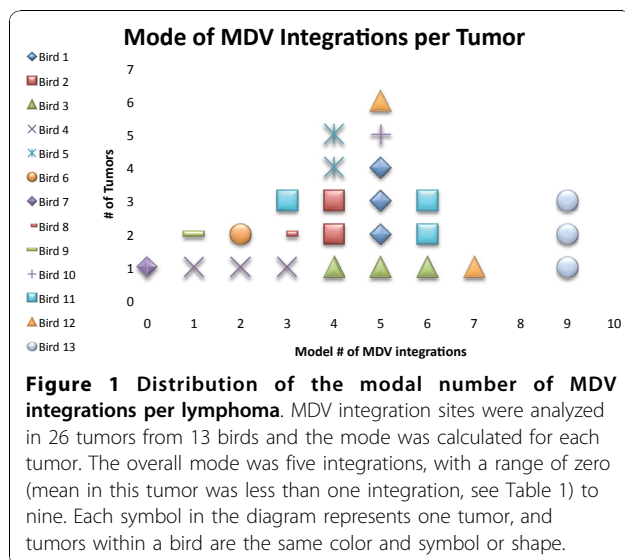 Mode of MDV Integrations per Tumor
Bird 1
Bird 2
Bird 3
Bird 4
Bird 5
Bird 6
Bird 7
Bird 8
Bird 9
Bird 10
Bird 11
Bird 12
Bird 13
# of Tumors
7
6
5
4
3
2
1
0
0 1 2 3 4 5 6 7 8 9 10
Model # of MDV integrations
Figure 1 Distribution of the modal number of MDV
integrations per lymphoma. MDV integration sites were analyzed
in 26 tumors from 13 birds and the mode was calculated for each
tumor. The overall mode was five integrations, with a range of zero
(mean in this tumor was less than one integration, see Table 1) to
nine. Each symbol in the diagram represents one tumor, and
tumors within a bird are the same color and symbol or shape.